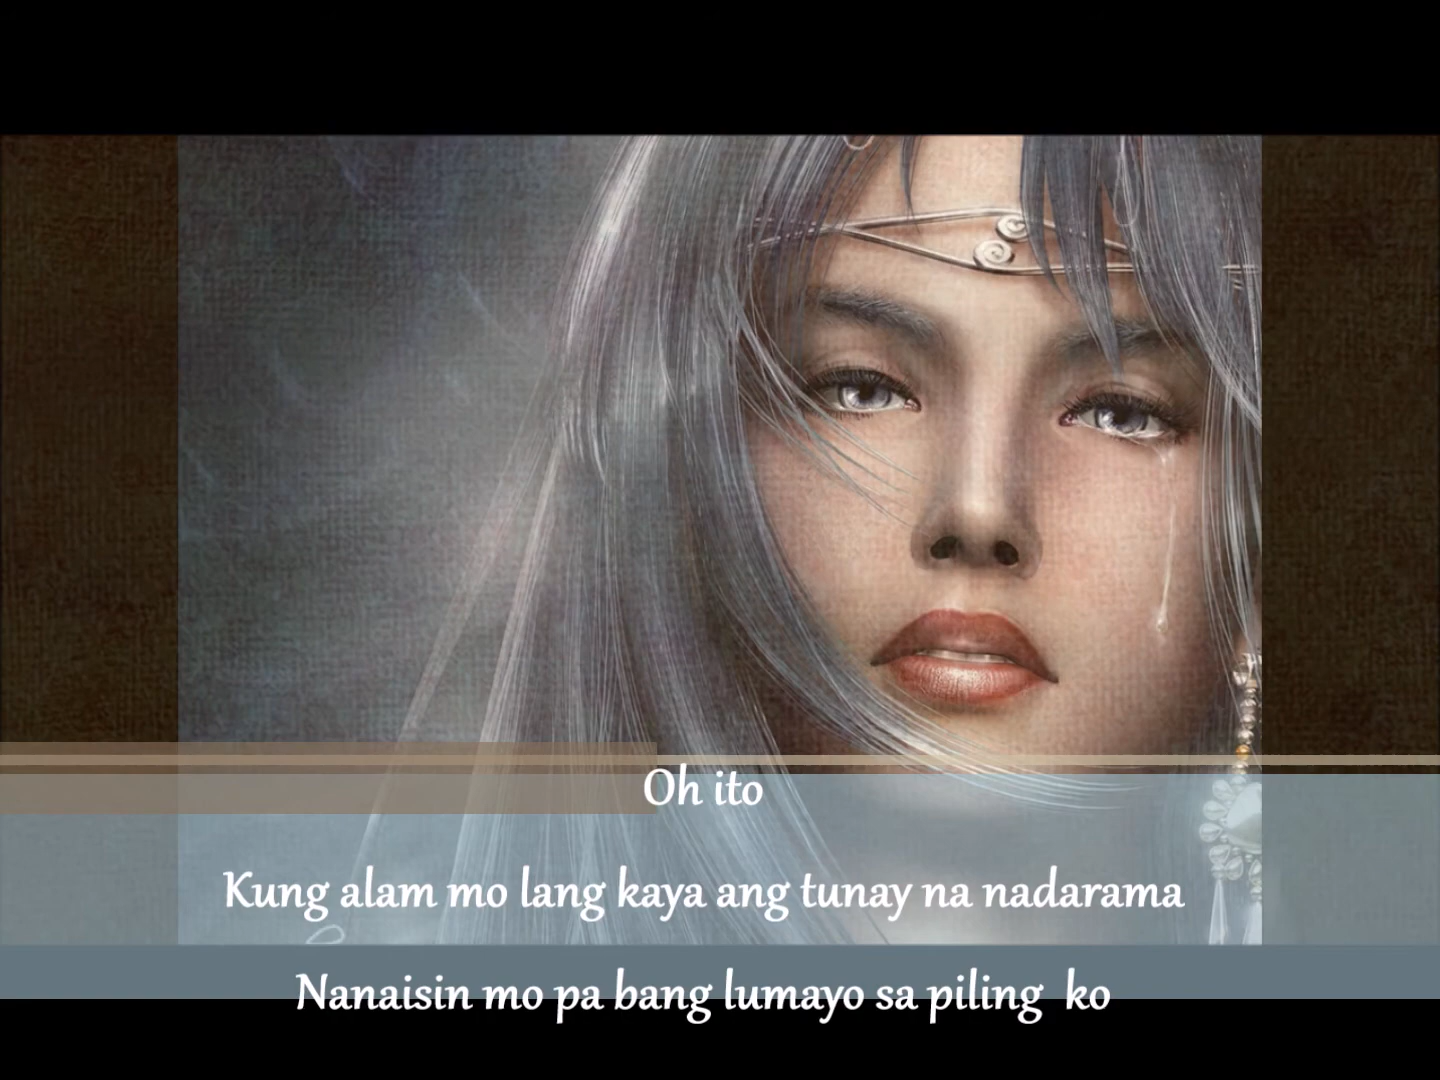 Oh ito
Kung alam mo lang kaya ang tunay na nadarama
Nanaisin mo pa bang lumayo sa piling ko